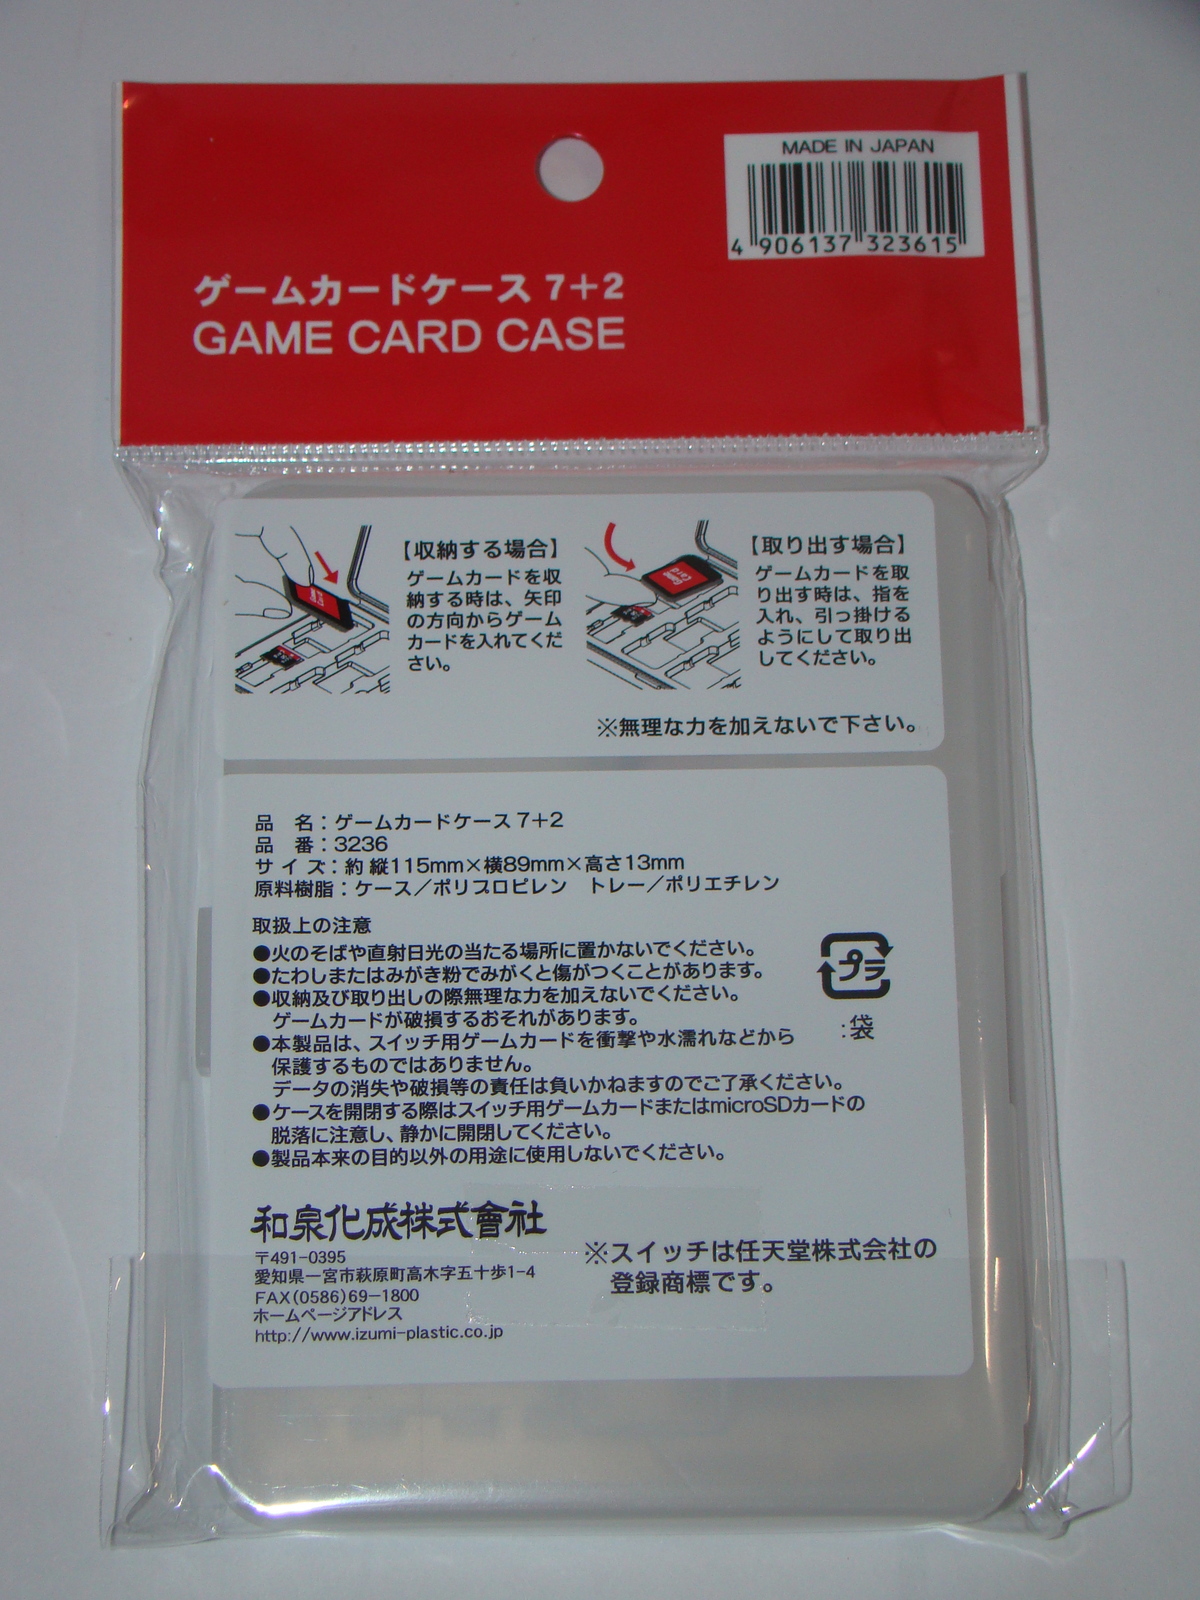 MADE IN JAPAN
4 906137 323615
ゲームカードケース 7+2
GAME CARD CASE
【収納する場合】
ゲームカードを収
納する時は、矢印
の方向からゲーム
カードを入れてくだ
さい。
【取り出す場合】
ゲームカードを取
り出す時は、指を
入れ、引っ掛ける
ようにして取り出
してください。
Game Card
※無理な力を加えないで下さい。
品 名：ゲームカードケース 7+2
品 番：3236
サ イ ズ：約 縦115mm×横89mm×高さ13mm
原料樹脂：ケース／ポリプロピレン トレー／ポリエチレン
取扱上の注意
●火のそばや直射日光の当たる場所に置かないでください。
●たわしまたはみがき粉でみがくと傷がつくことがあります。
●収納及び取り出しの際無理な力を加えないでください。
ゲームカードが破損するおそれがあります。
●本製品は、スイッチ用ゲームカードを衝撃や水濡れなどから
保護するものではありません。
データの消失や破損等の責任は負いかねますのでご了承ください。
●ケースを開閉する際はスイッチ用ゲームカードまたはmicroSDカードの
脱落に注意し、静かに開閉してください。
●製品本来の目的以外の用途に使用しないでください。
プラ
：袋
和泉化成株式會社
〒491-0395
愛知県一宮市萩原町高木字五十歩1-4
FAX(0586)69-1800
ホームページアドレス
http://www.izumi-plastic.co.jp
※スイッチは任天堂株式会社の
登録商標です。